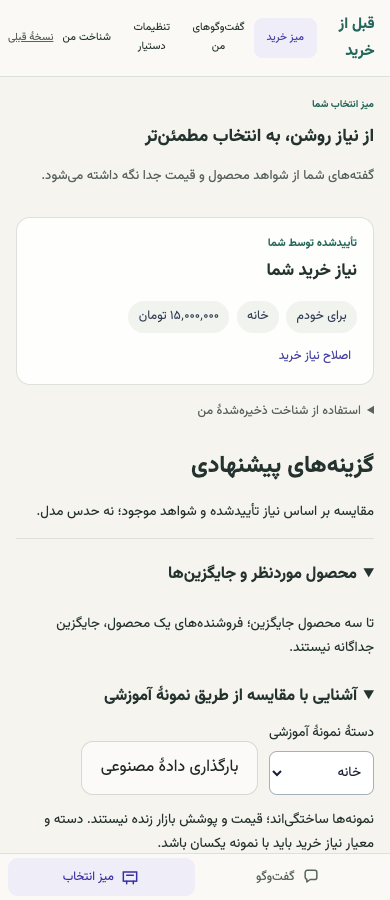 قبل از
خرید
میز خرید
گفت‌وگوهای
من
تنظیمات
دستیار
شناخت من
نسخهٔ قبلی
میز انتخاب شما
از نیاز روشن، به انتخاب مطمئن‌تر
گفته‌های شما از شواهد محصول و قیمت جدا نگه داشته می‌شود.
تأییدشده توسط شما
نیاز خرید شما
برای خودم
خانه
۱۵٬۰۰۰٬۰۰۰ تومان
اصلاح نیاز خرید
استفاده از شناخت ذخیره‌شدهٔ من
گزینه‌های پیشنهادی
مقایسه بر اساس نیاز تأییدشده و شواهد موجود؛ نه حدس مدل.
محصول موردنظر و جایگزین‌ها
تا سه محصول جایگزین؛ فروشنده‌های یک محصول، جایگزین
جداگانه نیستند.
آشنایی با مقایسه از طریق نمونهٔ آموزشی
دستهٔ نمونهٔ آموزشی
خانه
بارگذاری دادهٔ مصنوعی
نمونه‌ها ساختگی‌اند؛ قیمت و پوشش بازار زنده نیستند. دسته و
معیار نیاز خرید باید با نمونه یکسان باشد.
گفت‌وگو
میز انتخاب